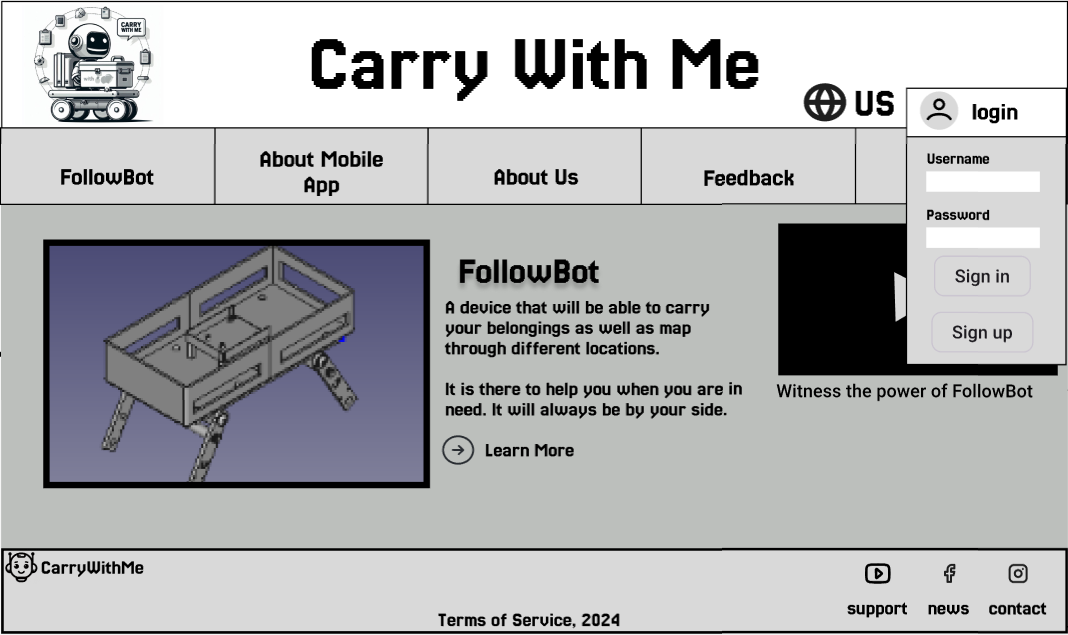 CARRY
WITH ME
Carry With Me
US
login
FollowBot
About Mobile
App
About Us
Feedback
Username
Password
Sign in
Sign up
FollowBot
A device that will be able to carry
your belongings as well as map
through different locations.
It is there to help you when you are in
need. It will always be by your side.
Learn More
Witness the power of FollowBot
CarryWithMe
Terms of Service, 2024
support
news
contact